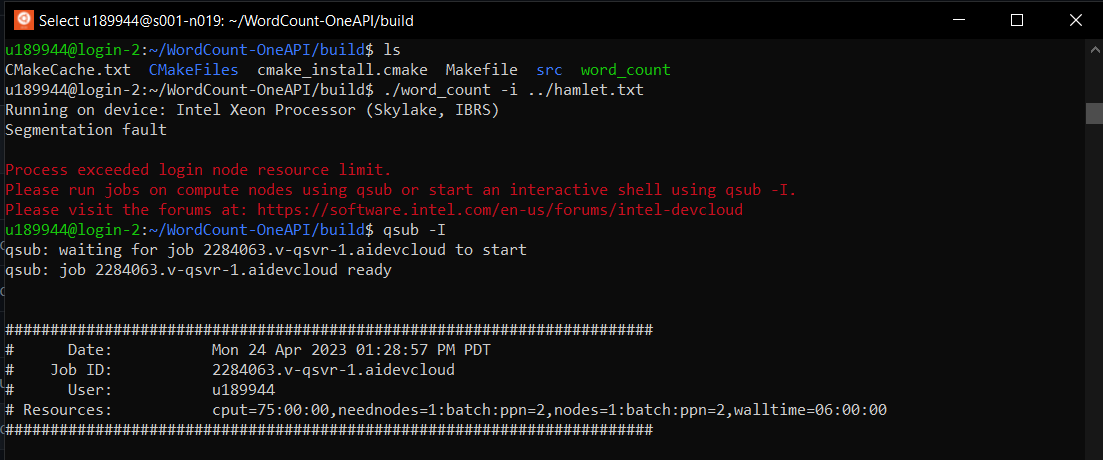 Select u189944@s001-n019: ~/WordCount-OneAPI/build
u189944@login-2:~/WordCount-OneAPI/build$ ls
CMakeCache.txt  CMakeFiles  cmake_install.cmake  Makefile  src  word_count
u189944@login-2:~/WordCount-OneAPI/build$ ./word_count -i ../hamlet.txt
Running on device: Intel Xeon Processor (Skylake, IBRS)
Segmentation fault
Process exceeded login node resource limit.
Please run jobs on compute nodes using qsub or start an interactive shell using qsub -I.
Please visit the forums at: https://software.intel.com/en-us/forums/intel-devcloud
u189944@login-2:~/WordCount-OneAPI/build$ qsub -I
qsub: waiting for job 2284063.v-qsvr-1.aidevcloud to start
qsub: job 2284063.v-qsvr-1.aidevcloud ready
########################################################################
#      Date:           Mon 24 Apr 2023 01:28:57 PM PDT
#    Job ID:           2284063.v-qsvr-1.aidevcloud
#      User:           u189944
# Resources:           cput=75:00:00,neednodes=1:batch:ppn=2,nodes=1:batch:ppn=2,walltime=06:00:00
########################################################################